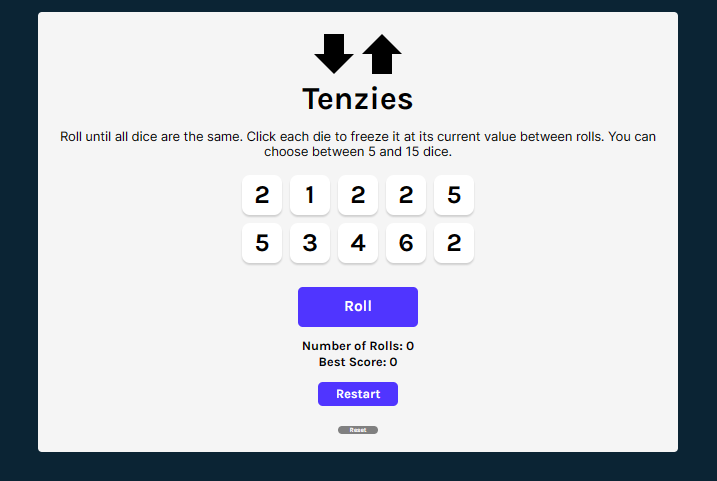 Tenzies
Roll until all dice are the same. Click each die to freeze it at its current value between rolls. You can
choose between 5 and 15 dice.
2 1 2 2 5
5 3 4 6 2
Roll
Number of Rolls: 0
Best Score: 0
Restart
Reset